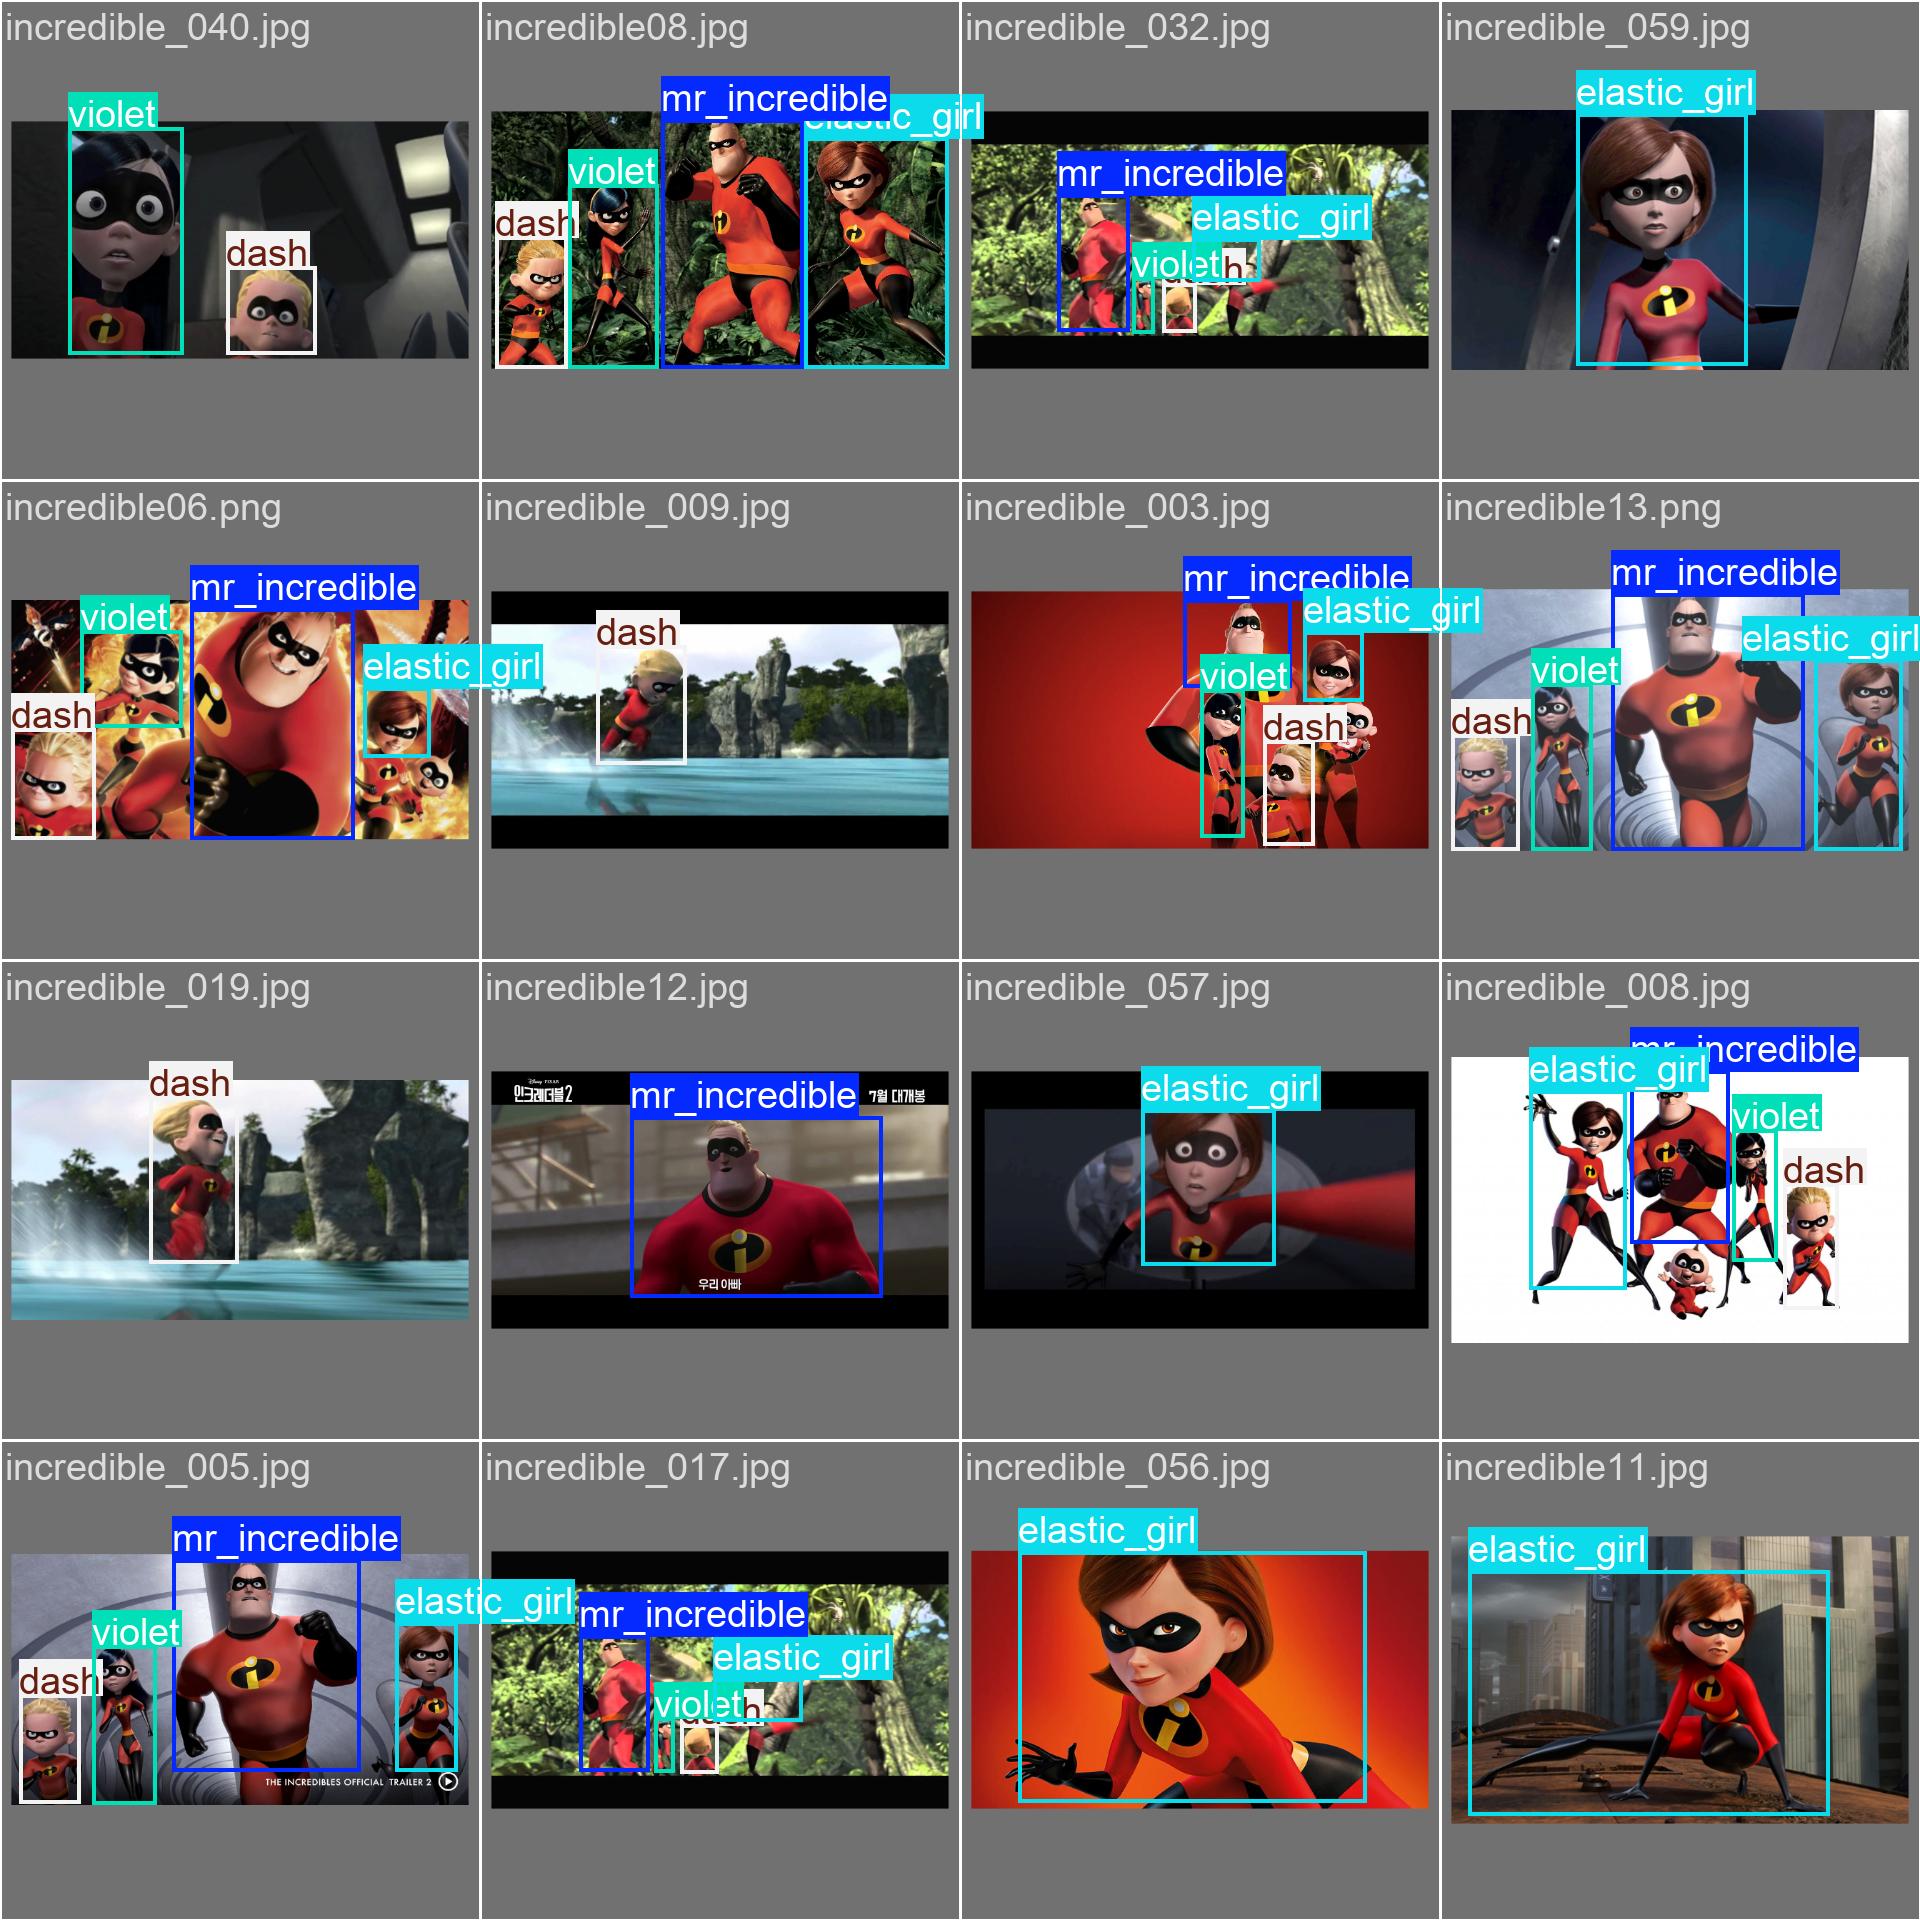 incredible_040.jpg
violet
dash
incredible08.jpg
mr_incredible
elastic_girl
violet
dash
incredible_032.jpg
mr_incredible
elastic_girl
violet
incredible_059.jpg
elastic_girl
incredible06.png
mr_incredible
violet
elastic_girl
dash
incredible_009.jpg
dash
incredible_003.jpg
mr_incredible
elastic_girl
violet
dash
incredible13.png
mr_incredible
elastic_girl
violet
dash
incredible_019.jpg
dash
incredible12.jpg
Disney PIXAR
인크레더블 2
7월 대개봉
mr_incredible
우리 아빠
incredible_057.jpg
elastic_girl
incredible_008.jpg
mr_incredible
elastic_girl
violet
dash
incredible_005.jpg
mr_incredible
elastic_girl
violet
dash
THE INCREDIBLES OFFICIAL TRAILER 2
incredible_017.jpg
mr_incredible
elastic_girl
violet
incredible_056.jpg
elastic_girl
incredible11.jpg
elastic_girl